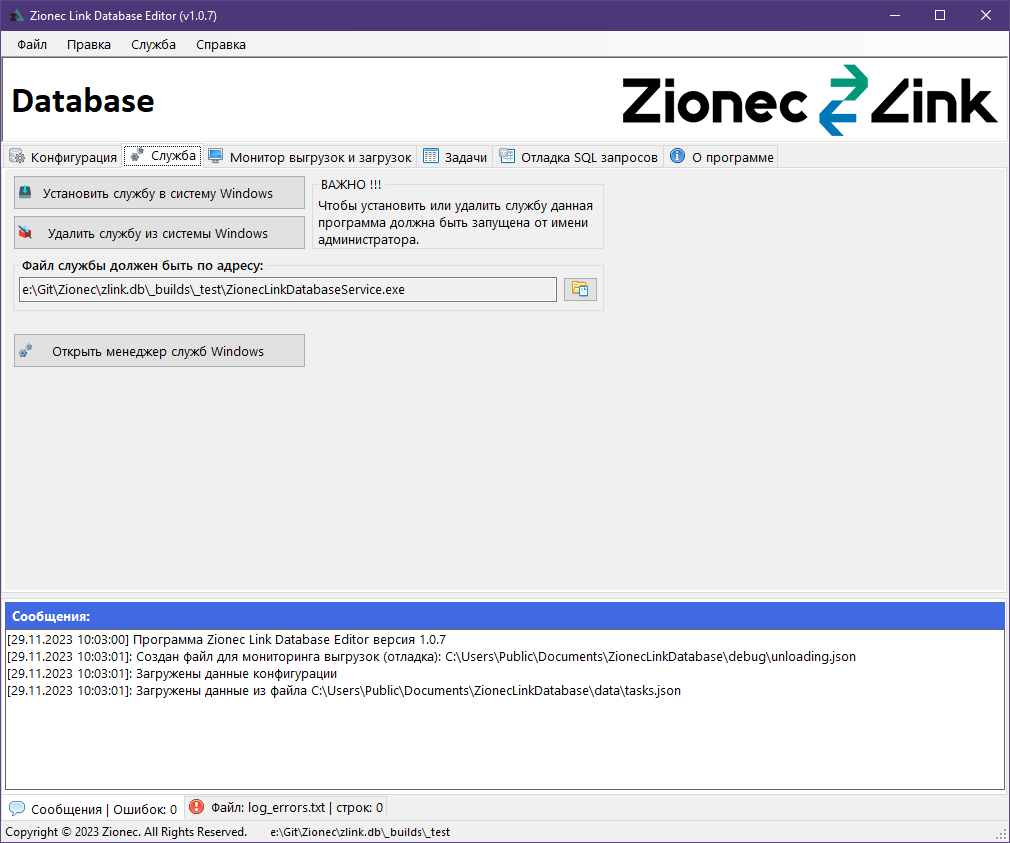 Zionec Link Database Editor (v1.0.7)
Файл Правка Служба Справка
Database
Zionec Link
Конфигурация Служба Монитор выгрузок и загрузок Задачи Отладка SQL запросов О программе
Установить службу в систему Windows
Удалить службу из системы Windows
ВАЖНО !!!
Чтобы установить или удалить службу данная
программа должна быть запущена от имени
администратора.
Файл службы должен быть по адресу:
e:\Git\Zionec\zlink.db\_builds\_test\ZionecLinkDatabaseService.exe
Открыть менеджер служб Windows
Сообщения:
[29.11.2023 10:03:00] Программа Zionec Link Database Editor версия 1.0.7
[29.11.2023 10:03:01]: Создан файл для мониторинга выгрузок (отладка): C:\Users\Public\Documents\ZionecLinkDatabase\debug\unloading.json
[29.11.2023 10:03:01]: Загружены данные конфигурации
[29.11.2023 10:03:01]: Загружены данные из файла C:\Users\Public\Documents\ZionecLinkDatabase\data\tasks.json
Сообщения | Ошибок: 0 Файл: log_errors.txt | строк: 0
Copyright © 2023 Zionec. All Rights Reserved. e:\Git\Zionec\zlink.db\_builds\_test